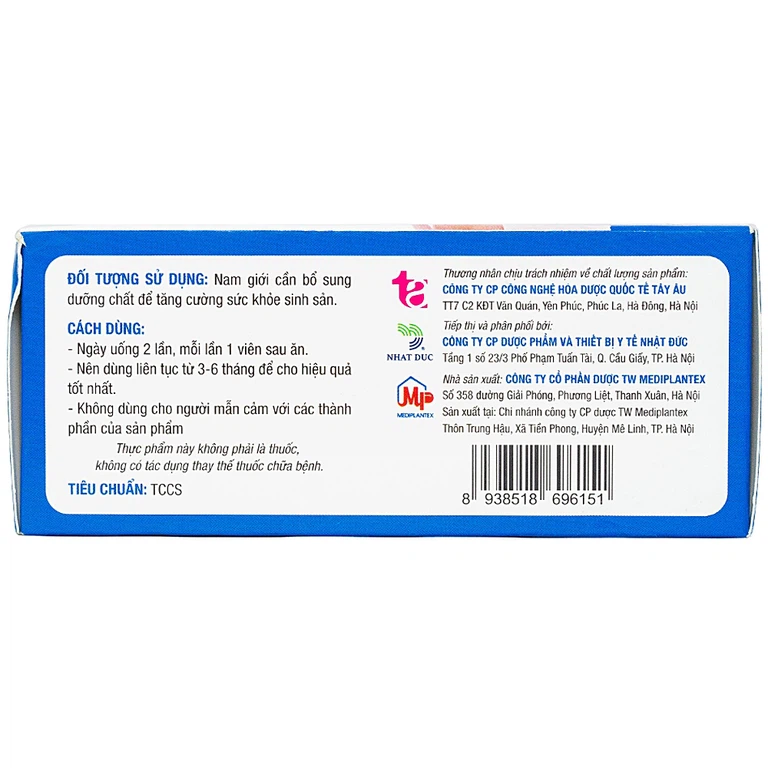 ĐỐI TƯỢNG SỬ DỤNG: Nam giới cần bổ sung
dưỡng chất để tăng cường sức khỏe sinh sản.
CÁCH DÙNG:
- Ngày uống 2 lần, mỗi lần 1 viên sau ăn.
- Nên dùng liên tục từ 3-6 tháng để cho hiệu quả
tốt nhất.
- Không dùng cho người mẫn cảm với các thành
phần của sản phẩm
Thực phẩm này không phải là thuốc,
không có tác dụng thay thế thuốc chữa bệnh.
TIÊU CHUẨN: TCCS
ta
Thương nhân chịu trách nhiệm về chất lượng sản phẩm:
CÔNG TY CP CÔNG NGHỆ HOA DƯỢC QUỐC TẾ TÂY ÂU
TT7 C2 KĐT Văn Quán, Yên Phúc, Phúc La, Hà Đông, Hà Nội
NHAT DUC
Tiếp thị và phân phối bởi:
CÔNG TY CP DƯỢC PHẨM VÀ THIẾT BỊ Y TẾ NHẬT ĐỨC
Tầng 1 số 23/3 Phố Phạm Tuấn Tài, Q. Cầu Giấy, TP. Hà Nội
MP
MEDIPLANTEX
Nhà sản xuất: CÔNG TY CỔ PHẦN DƯỢC TW MEDIPLANTEX
Số 358 đường Giải Phóng, Phương Liệt, Thanh Xuân, Hà Nội
Sản xuất tại: Chi nhánh công ty CP dược TW Mediplantex
Thôn Trung Hậu, Xã Tiền Phong, Huyện Mê Linh, TP. Hà Nội
8 938518 696151